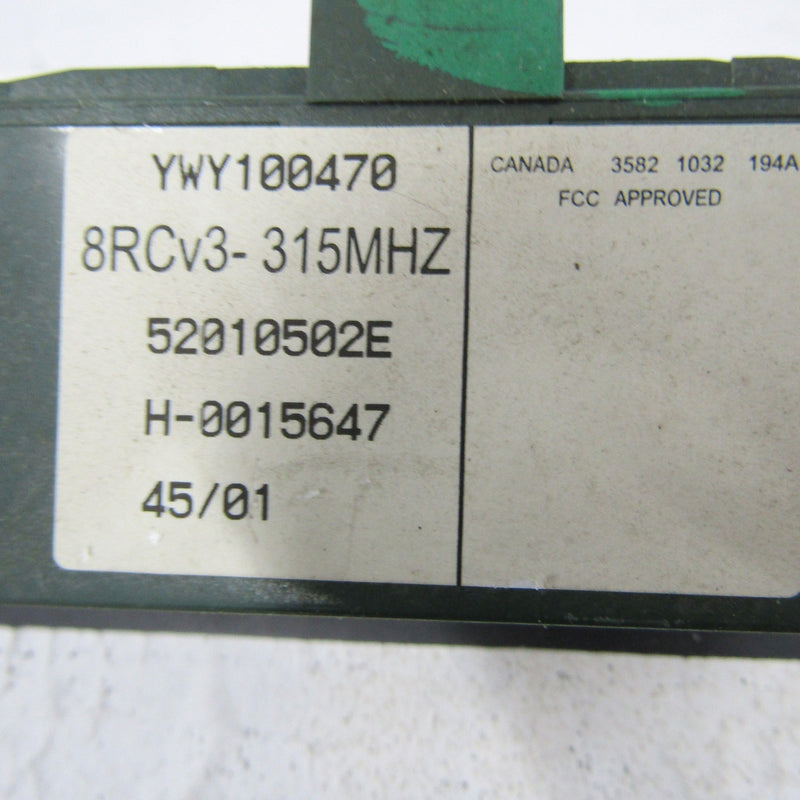 YWY100470
8RCv3- 315MHZ
52010502E
H-0015647
45/01
CANADA 3582 1032 194A
FCC APPROVED